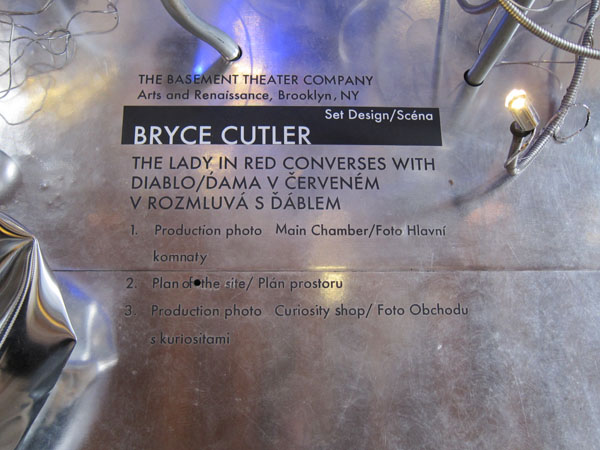 THE BASEMENT THEATER COMPANY
Arts and Renaissance, Brooklyn, NY
Set Design/Scéna
BRYCE CUTLER
THE LADY IN RED CONVERSES WITH
DIABLO/DAMA V ČERVENÉM
V ROZMLUVÁ S ĎÁBLEM
1. Production photo Main Chamber/Foto Hlavní
komnaty
2. Plan of the site/ Plán prostoru
3. Production photo Curiosity shop/ Foto Obchodu
s kuriositami